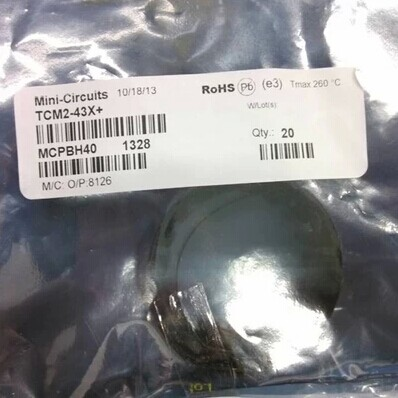 Mini-Circuits 10/18/13 RoHS Pb (e3) Tmax 260 °C
TCM2-43X+ W/Lot(s)
Qty.: 20
MCPBH40 1328
M/C: O/P:8126